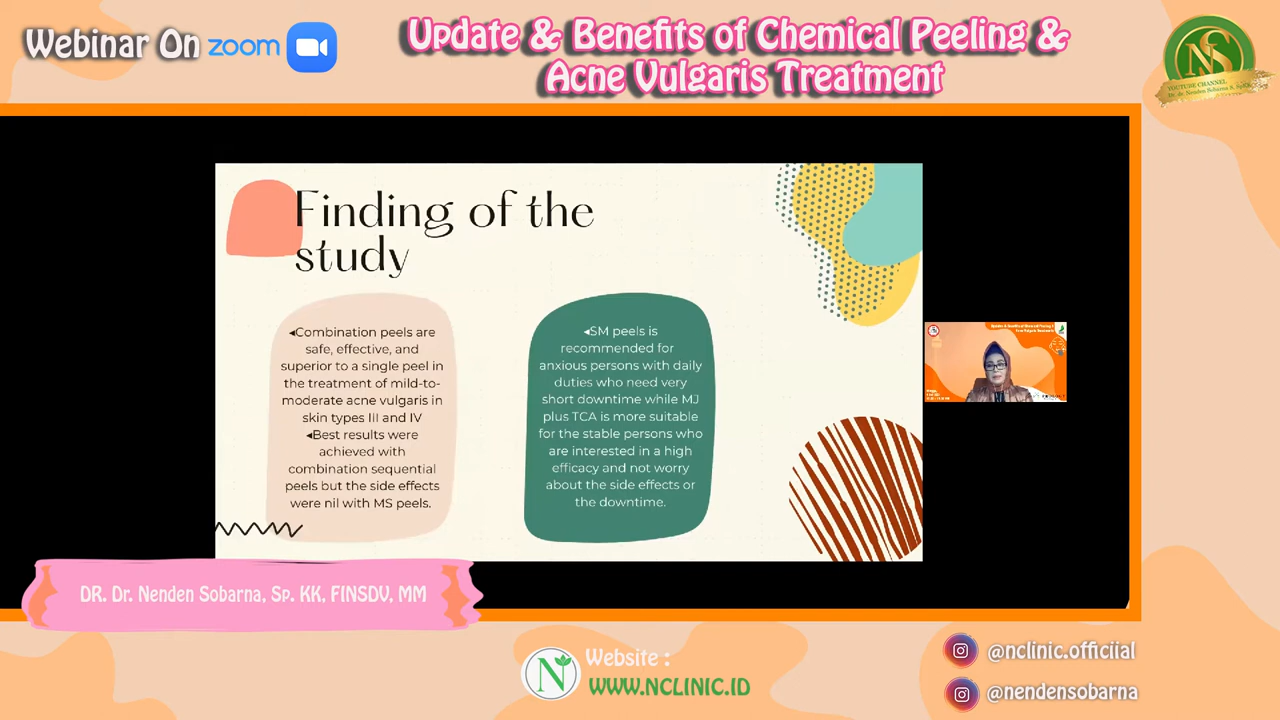 Webinar On zoom
Update & Benefits of Chemical Peeling &
Acne Vulgaris Treatment
NS
YOUTUBE CHANNEL
Finding of the
study
◂Combination peels are
safe, effective, and
superior to a single peel in
the treatment of mild-to-
moderate acne vulgaris in
skin types III and IV
◂Best results were
achieved with
combination sequential
peels but the side effects
were nil with MS peels.
◂SM peels is
recommended for
anxious persons with daily
duties who need very
short downtime while MJ
plus TCA is more suitable
for the stable persons who
are interested in a high
efficacy and not worry
about the side effects or
the downtime.
DR. Dr. Nenden Sobarna, Sp. KK, FINSDV, MM
N
Website :
WWW.NCLINIC.ID
@nclinic.officiial
@nendensobarna